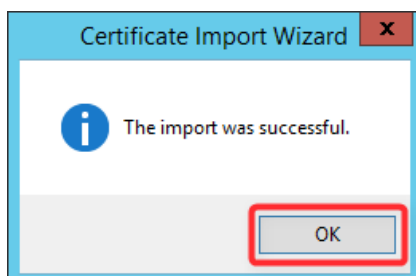 Certificate Import Wizard
x
The import was successful.
OK